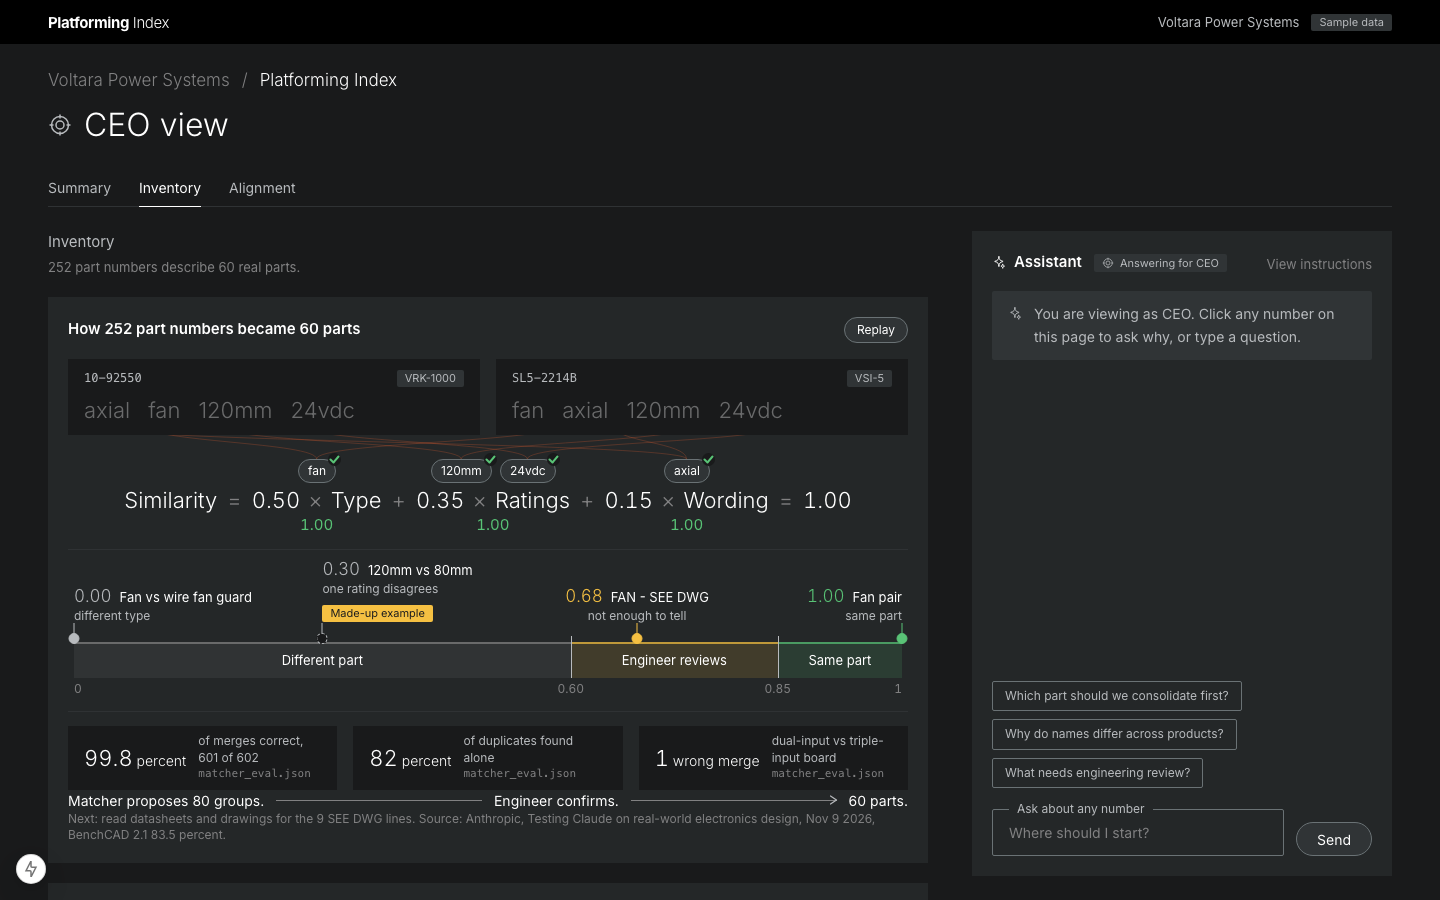 Platforming Index
Voltara Power Systems
Sample data
Voltara Power Systems / Platforming Index
CEO view
Summary
Inventory
Alignment
Inventory
252 part numbers describe 60 real parts.
How 252 part numbers became 60 parts
Replay
10-92550
VRK-1000
axial fan 120mm 24vdc
SL5-2214B
VSI-5
fan axial 120mm 24vdc
fan
120mm
24vdc
axial
Similarity = 0.50 × Type + 0.35 × Ratings + 0.15 × Wording = 1.00
1.00
1.00
1.00
0.00 Fan vs wire fan guard
different type
0.30 120mm vs 80mm
one rating disagrees
Made-up example
0.68 FAN - SEE DWG
not enough to tell
1.00 Fan pair
same part
Different part
Engineer reviews
Same part
0
0.60
0.85
1
99.8 percent
of merges correct,
601 of 602
matcher_eval.json
82 percent
of duplicates found
alone
matcher_eval.json
1 wrong merge
dual-input vs triple-
input board
matcher_eval.json
Matcher proposes 80 groups.
Engineer confirms.
60 parts.
Next: read datasheets and drawings for the 9 SEE DWG lines. Source: Anthropic, Testing Claude on real-world electronics design, Nov 9 2026,
BenchCAD 2.1 83.5 percent.
Assistant
Answering for CEO
View instructions
You are viewing as CEO. Click any number on
this page to ask why, or type a question.
Which part should we consolidate first?
Why do names differ across products?
What needs engineering review?
Ask about any number
Where should I start?
Send